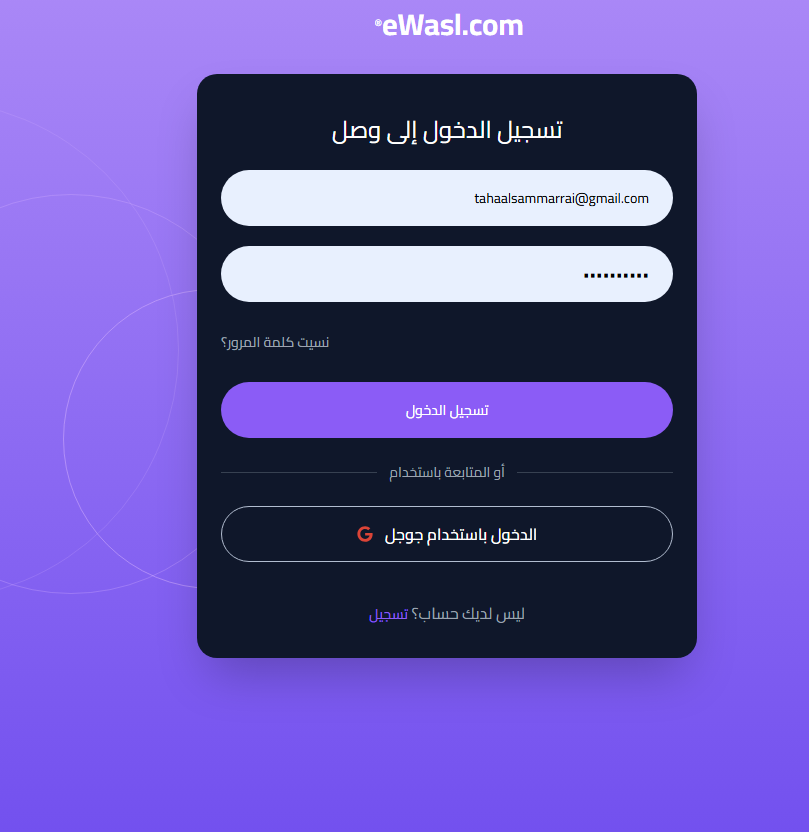 eWasl.com®
تسجيل الدخول إلى وصل
tahaalsammarrai@gmail.com
••••••••••
نسيت كلمة المرور؟
تسجيل الدخول
أو المتابعة باستخدام
الدخول باستخدام جوجل
ليس لديك حساب؟ تسجيل